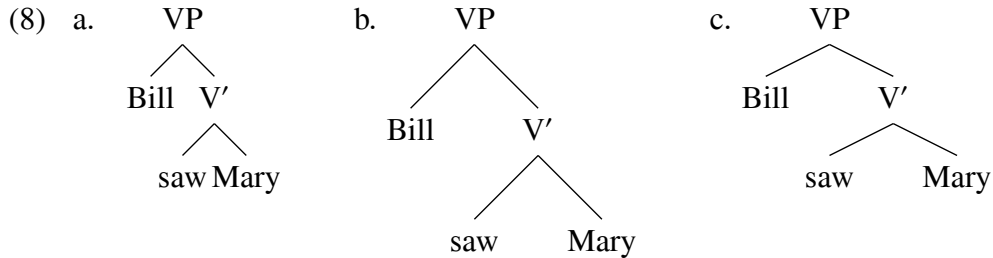 (8) a. VP b. VP c. VP
Bill V′ Bill V′ Bill V′
saw Mary saw Mary saw Mary